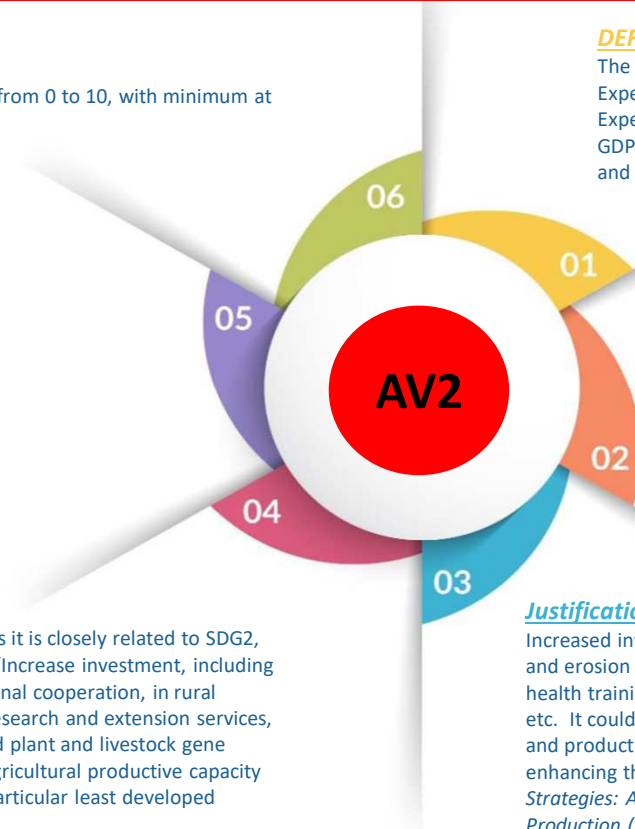 DEF
The
Expe
Expe
GDP
and
from 0 to 10, with minimum at
06
01
05
AV2
02
04
03
s it is closely related to SDG2,
Increase investment, including
nal cooperation, in rural
esearch and extension services,
d plant and livestock gene
gricultural productive capacity
articular least developed
Justificatio
Increased in
and erosion
health traini
etc. It could
and product
enhancing th
Strategies: A
Production (